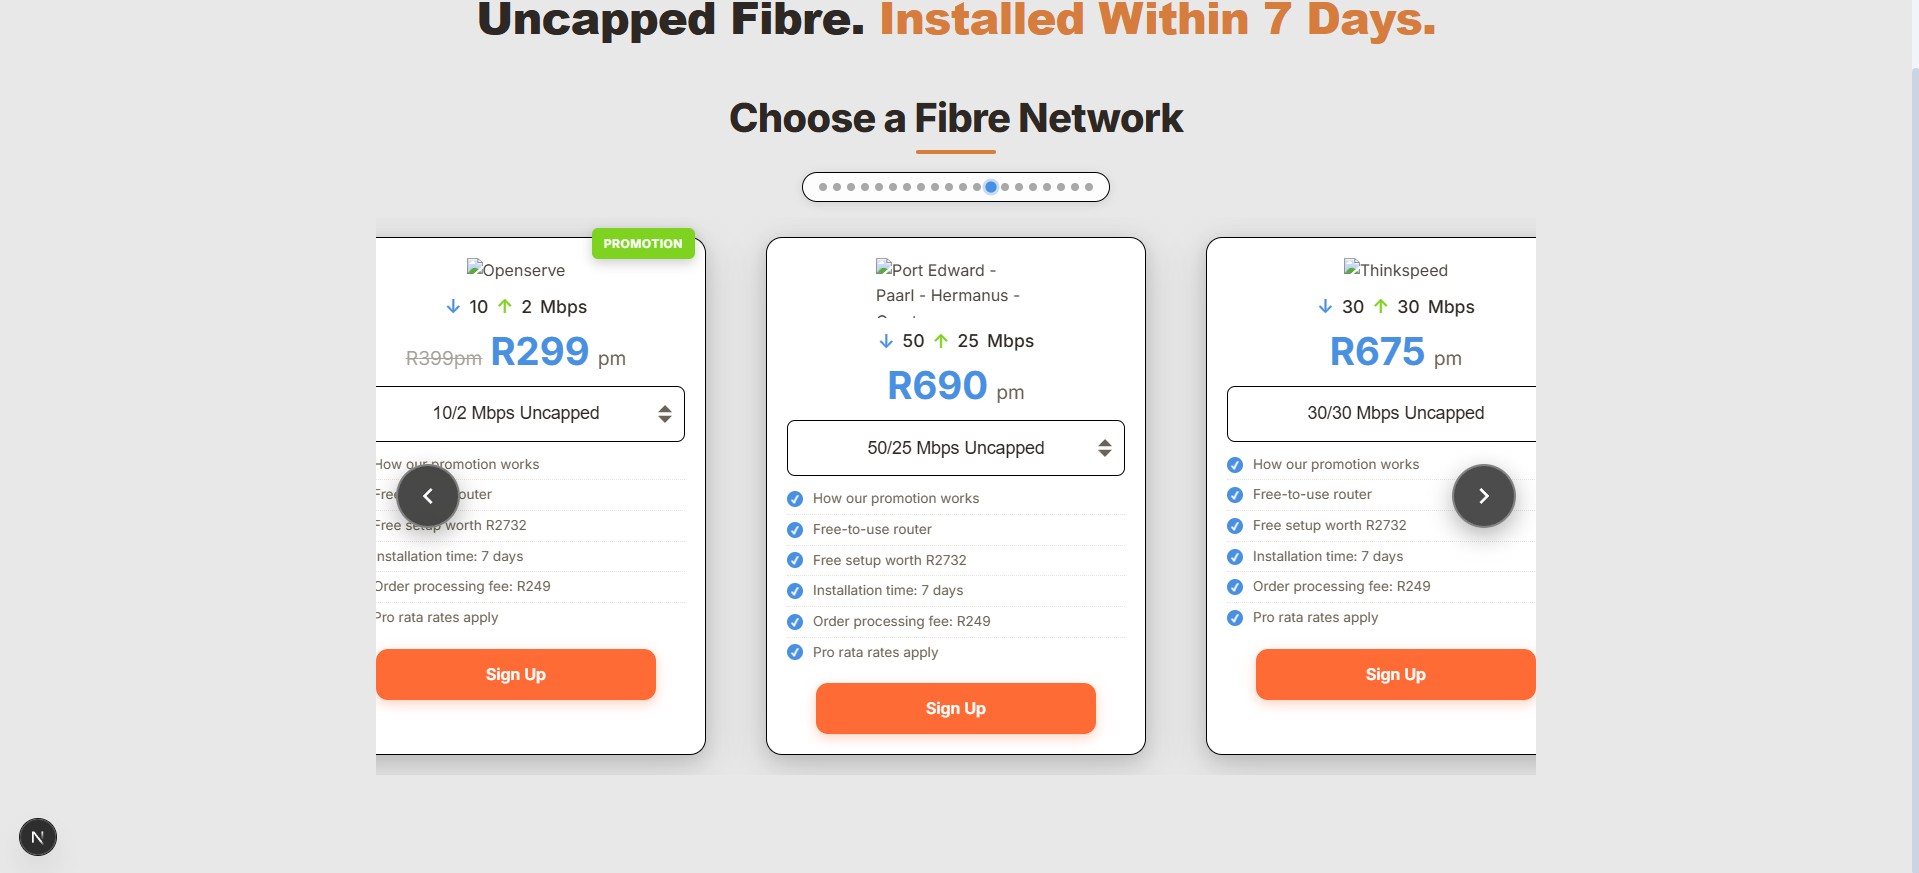 Uncapped Fibre. Installed Within 7 Days.
Choose a Fibre Network
PROMOTION
Openserve
10 2 Mbps
R399pm R299 pm
10/2 Mbps Uncapped
How our promotion works
Free router
Free setup worth R2732
Installation time: 7 days
Order processing fee: R249
Pro rata rates apply
Sign Up
Port Edward -
Paarl - Hermanus -
50 25 Mbps
R690 pm
50/25 Mbps Uncapped
How our promotion works
Free-to-use router
Free setup worth R2732
Installation time: 7 days
Order processing fee: R249
Pro rata rates apply
Sign Up
Thinkspeed
30 30 Mbps
R675 pm
30/30 Mbps Uncapped
How our promotion works
Free-to-use router
Free setup worth R2732
Installation time: 7 days
Order processing fee: R249
Pro rata rates apply
Sign Up
N